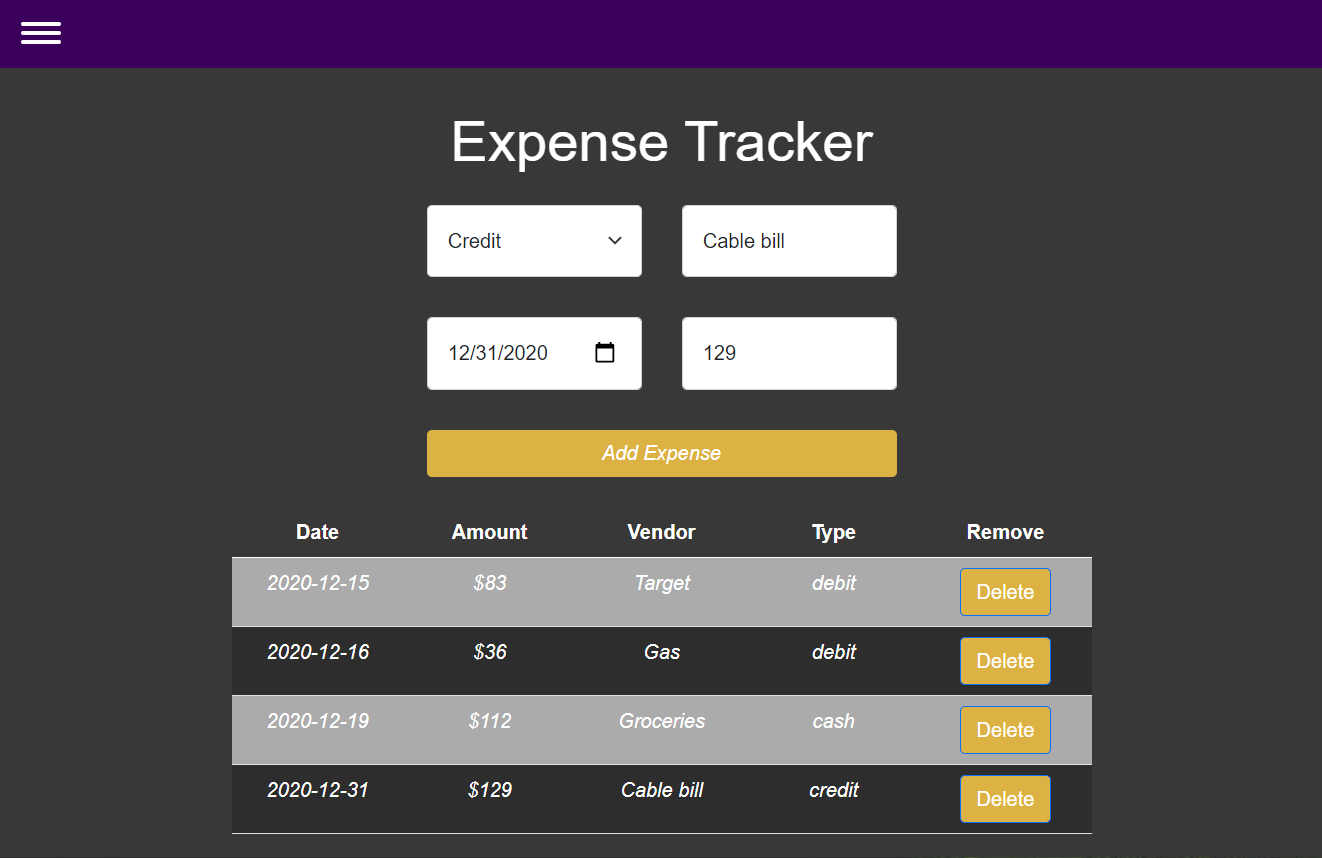 Expense Tracker
Credit Cable bill
12/31/2020 129
Add Expense
Date Amount Vendor Type Remove
2020-12-15 $83 Target debit Delete
2020-12-16 $36 Gas debit Delete
2020-12-19 $112 Groceries cash Delete
2020-12-31 $129 Cable bill credit Delete